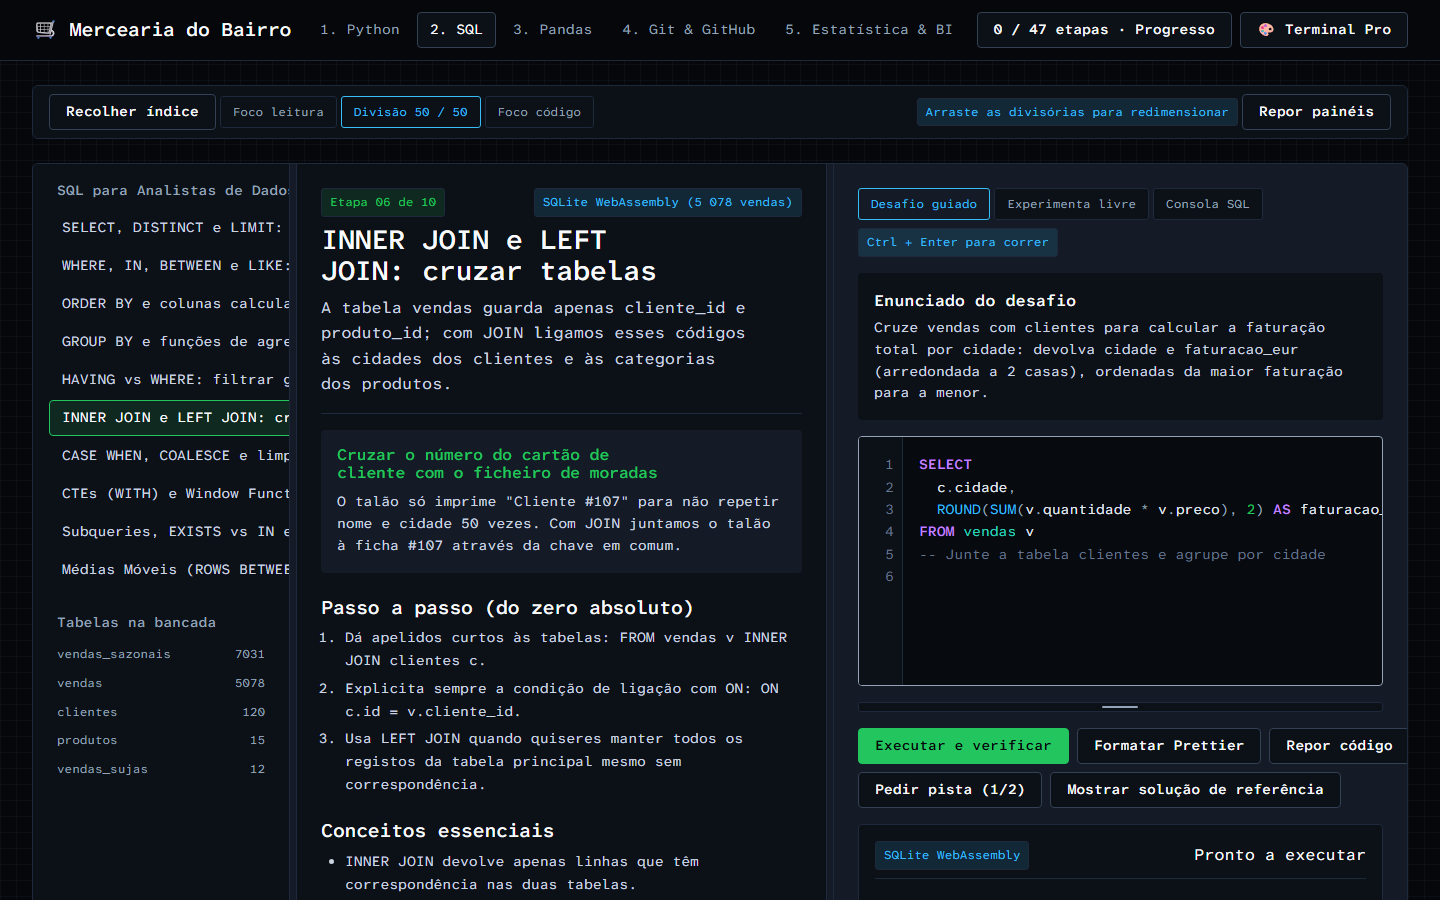 Mercearia do Bairro
1. Python
2. SQL
3. Pandas
4. Git & GitHub
5. Estatística & BI
0 / 47 etapas · Progresso
Terminal Pro
Recolher índice
Foco leitura
Divisão 50 / 50
Foco código
Arraste as divisórias para redimensionar
Repor painéis
SQL para Analistas de Dados
SELECT, DISTINCT e LIMIT:
WHERE, IN, BETWEEN e LIKE:
ORDER BY e colunas calcula
GROUP BY e funções de agre
HAVING vs WHERE: filtrar g
INNER JOIN e LEFT JOIN: cr
CASE WHEN, COALESCE e limp
CTEs (WITH) e Window Funct
Subqueries, EXISTS vs IN e
Médias Móveis (ROWS BETWEE
Tabelas na bancada
vendas_sazonais 7031
vendas 5078
clientes 120
produtos 15
vendas_sujas 12
Etapa 06 de 10
SQLite WebAssembly (5 078 vendas)
INNER JOIN e LEFT
JOIN: cruzar tabelas
A tabela vendas guarda apenas cliente_id e
produto_id; com JOIN ligamos esses códigos
às cidades dos clientes e às categorias
dos produtos.
Cruzar o número do cartão de
cliente com o ficheiro de moradas
O talão só imprime "Cliente #107" para não repetir
nome e cidade 50 vezes. Com JOIN juntamos o talão
à ficha #107 através da chave em comum.
Passo a passo (do zero absoluto)
1. Dá apelidos curtos às tabelas: FROM vendas v INNER
JOIN clientes c.
2. Explicita sempre a condição de ligação com ON: ON
c.id = v.cliente_id.
3. Usa LEFT JOIN quando quiseres manter todos os
registos da tabela principal mesmo sem
correspondência.
Conceitos essenciais
• INNER JOIN devolve apenas linhas que têm
correspondência nas duas tabelas.
Desafio guiado
Experimenta livre
Consola SQL
Ctrl + Enter para correr
Enunciado do desafio
Cruze vendas com clientes para calcular a faturação
total por cidade: devolva cidade e faturacao_eur
(arredondada a 2 casas), ordenadas da maior faturação
para a menor.
1 SELECT
2 c.cidade,
3 ROUND(SUM(v.quantidade * v.preco), 2) AS faturacao_
4 FROM vendas v
5 -- Junte a tabela clientes e agrupe por cidade
6
Executar e verificar
Formatar Prettier
Repor código
Pedir pista (1/2)
Mostrar solução de referência
SQLite WebAssembly
Pronto a executar